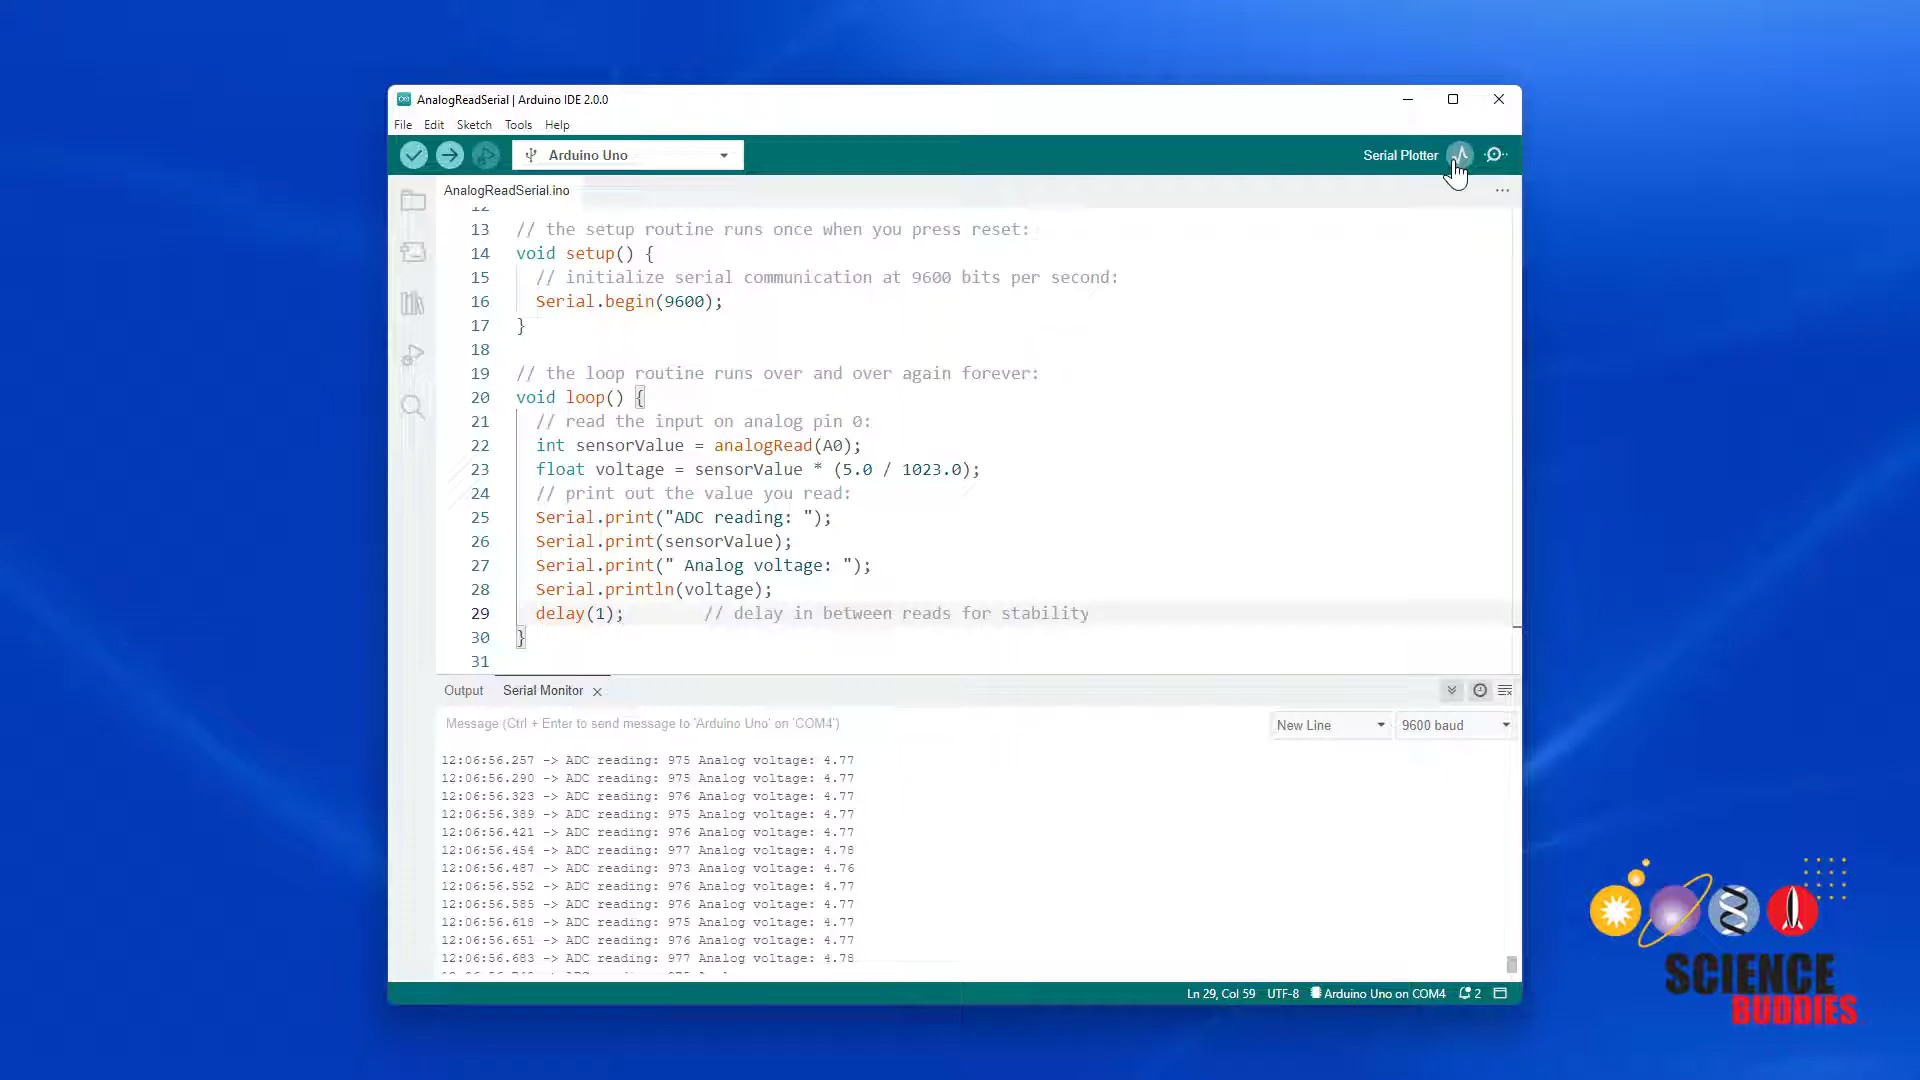 AnalogReadSerial | Arduino IDE 2.0.0
File Edit Sketch Tools Help
Arduino Uno
Serial Plotter
AnalogReadSerial.ino
12
13 // the setup routine runs once when you press reset:
14 void setup() {
15 // initialize serial communication at 9600 bits per second:
16 Serial.begin(9600);
17 }
18
19 // the loop routine runs over and over again forever:
20 void loop() {
21 // read the input on analog pin 0:
22 int sensorValue = analogRead(A0);
23 float voltage = sensorValue * (5.0 / 1023.0);
24 // print out the value you read:
25 Serial.print("ADC reading: ");
26 Serial.print(sensorValue);
27 Serial.print(" Analog voltage: ");
28 Serial.println(voltage);
29 delay(1); // delay in between reads for stability
30 }
31
Output Serial Monitor
Message (Ctrl + Enter to send message to 'Arduino Uno' on 'COM4')
New Line 9600 baud
12:06:56.257 -> ADC reading: 975 Analog voltage: 4.77
12:06:56.290 -> ADC reading: 975 Analog voltage: 4.77
12:06:56.323 -> ADC reading: 976 Analog voltage: 4.77
12:06:56.389 -> ADC reading: 975 Analog voltage: 4.77
12:06:56.421 -> ADC reading: 976 Analog voltage: 4.77
12:06:56.454 -> ADC reading: 977 Analog voltage: 4.78
12:06:56.487 -> ADC reading: 973 Analog voltage: 4.76
12:06:56.552 -> ADC reading: 976 Analog voltage: 4.77
12:06:56.585 -> ADC reading: 976 Analog voltage: 4.77
12:06:56.618 -> ADC reading: 975 Analog voltage: 4.77
12:06:56.651 -> ADC reading: 976 Analog voltage: 4.77
12:06:56.683 -> ADC reading: 977 Analog voltage: 4.78
Ln 29, Col 59 UTF-8 Arduino Uno on COM4 2
SCIENCE
BUDDIES